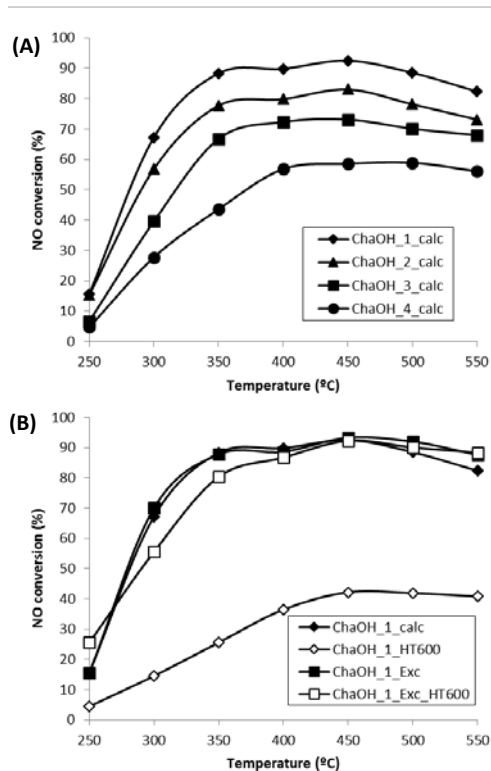 (A)
NO conversion (%)
100
90
80
70
60
50
40
30
20
10
0
ChaOH_1_calc
ChaOH_2_calc
ChaOH_3_calc
ChaOH_4_calc
250 300 350 400 450 500 550
Temperature (ºC)
(B)
NO conversion (%)
100
90
80
70
60
50
40
30
20
10
0
ChaOH_1_calc
ChaOH_1_HT600
ChaOH_1_Exc
ChaOH_1_Exc_HT600
250 300 350 400 450 500 550
Temperature (ºC)